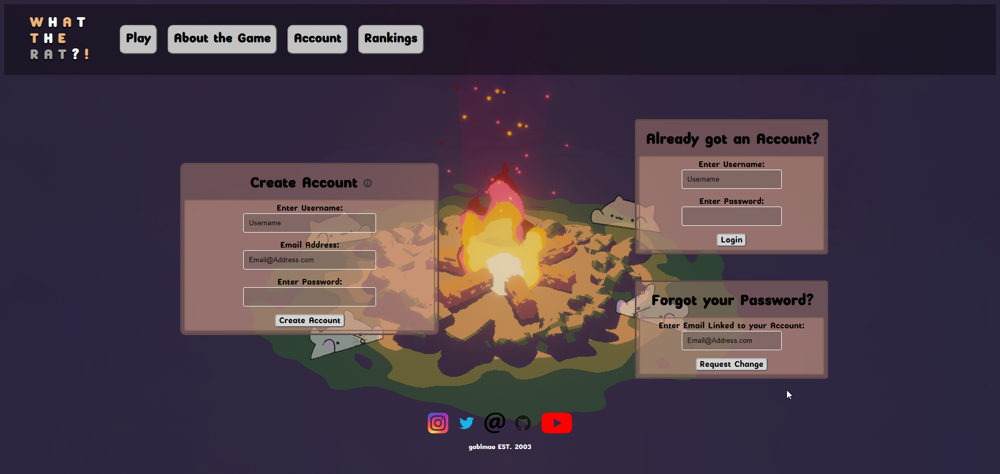 WHAT
THE
RAT?!
Play
About the Game
Account
Rankings
Create Account
Enter Username:
Username
Email Address:
Email@Address.com
Enter Password:
Create Account
Already got an Account?
Enter Username:
Username
Enter Password:
Login
Forgot your Password?
Enter Email Linked to your Account:
Email@Address.com
Request Change
@
gablmao EST. 2003